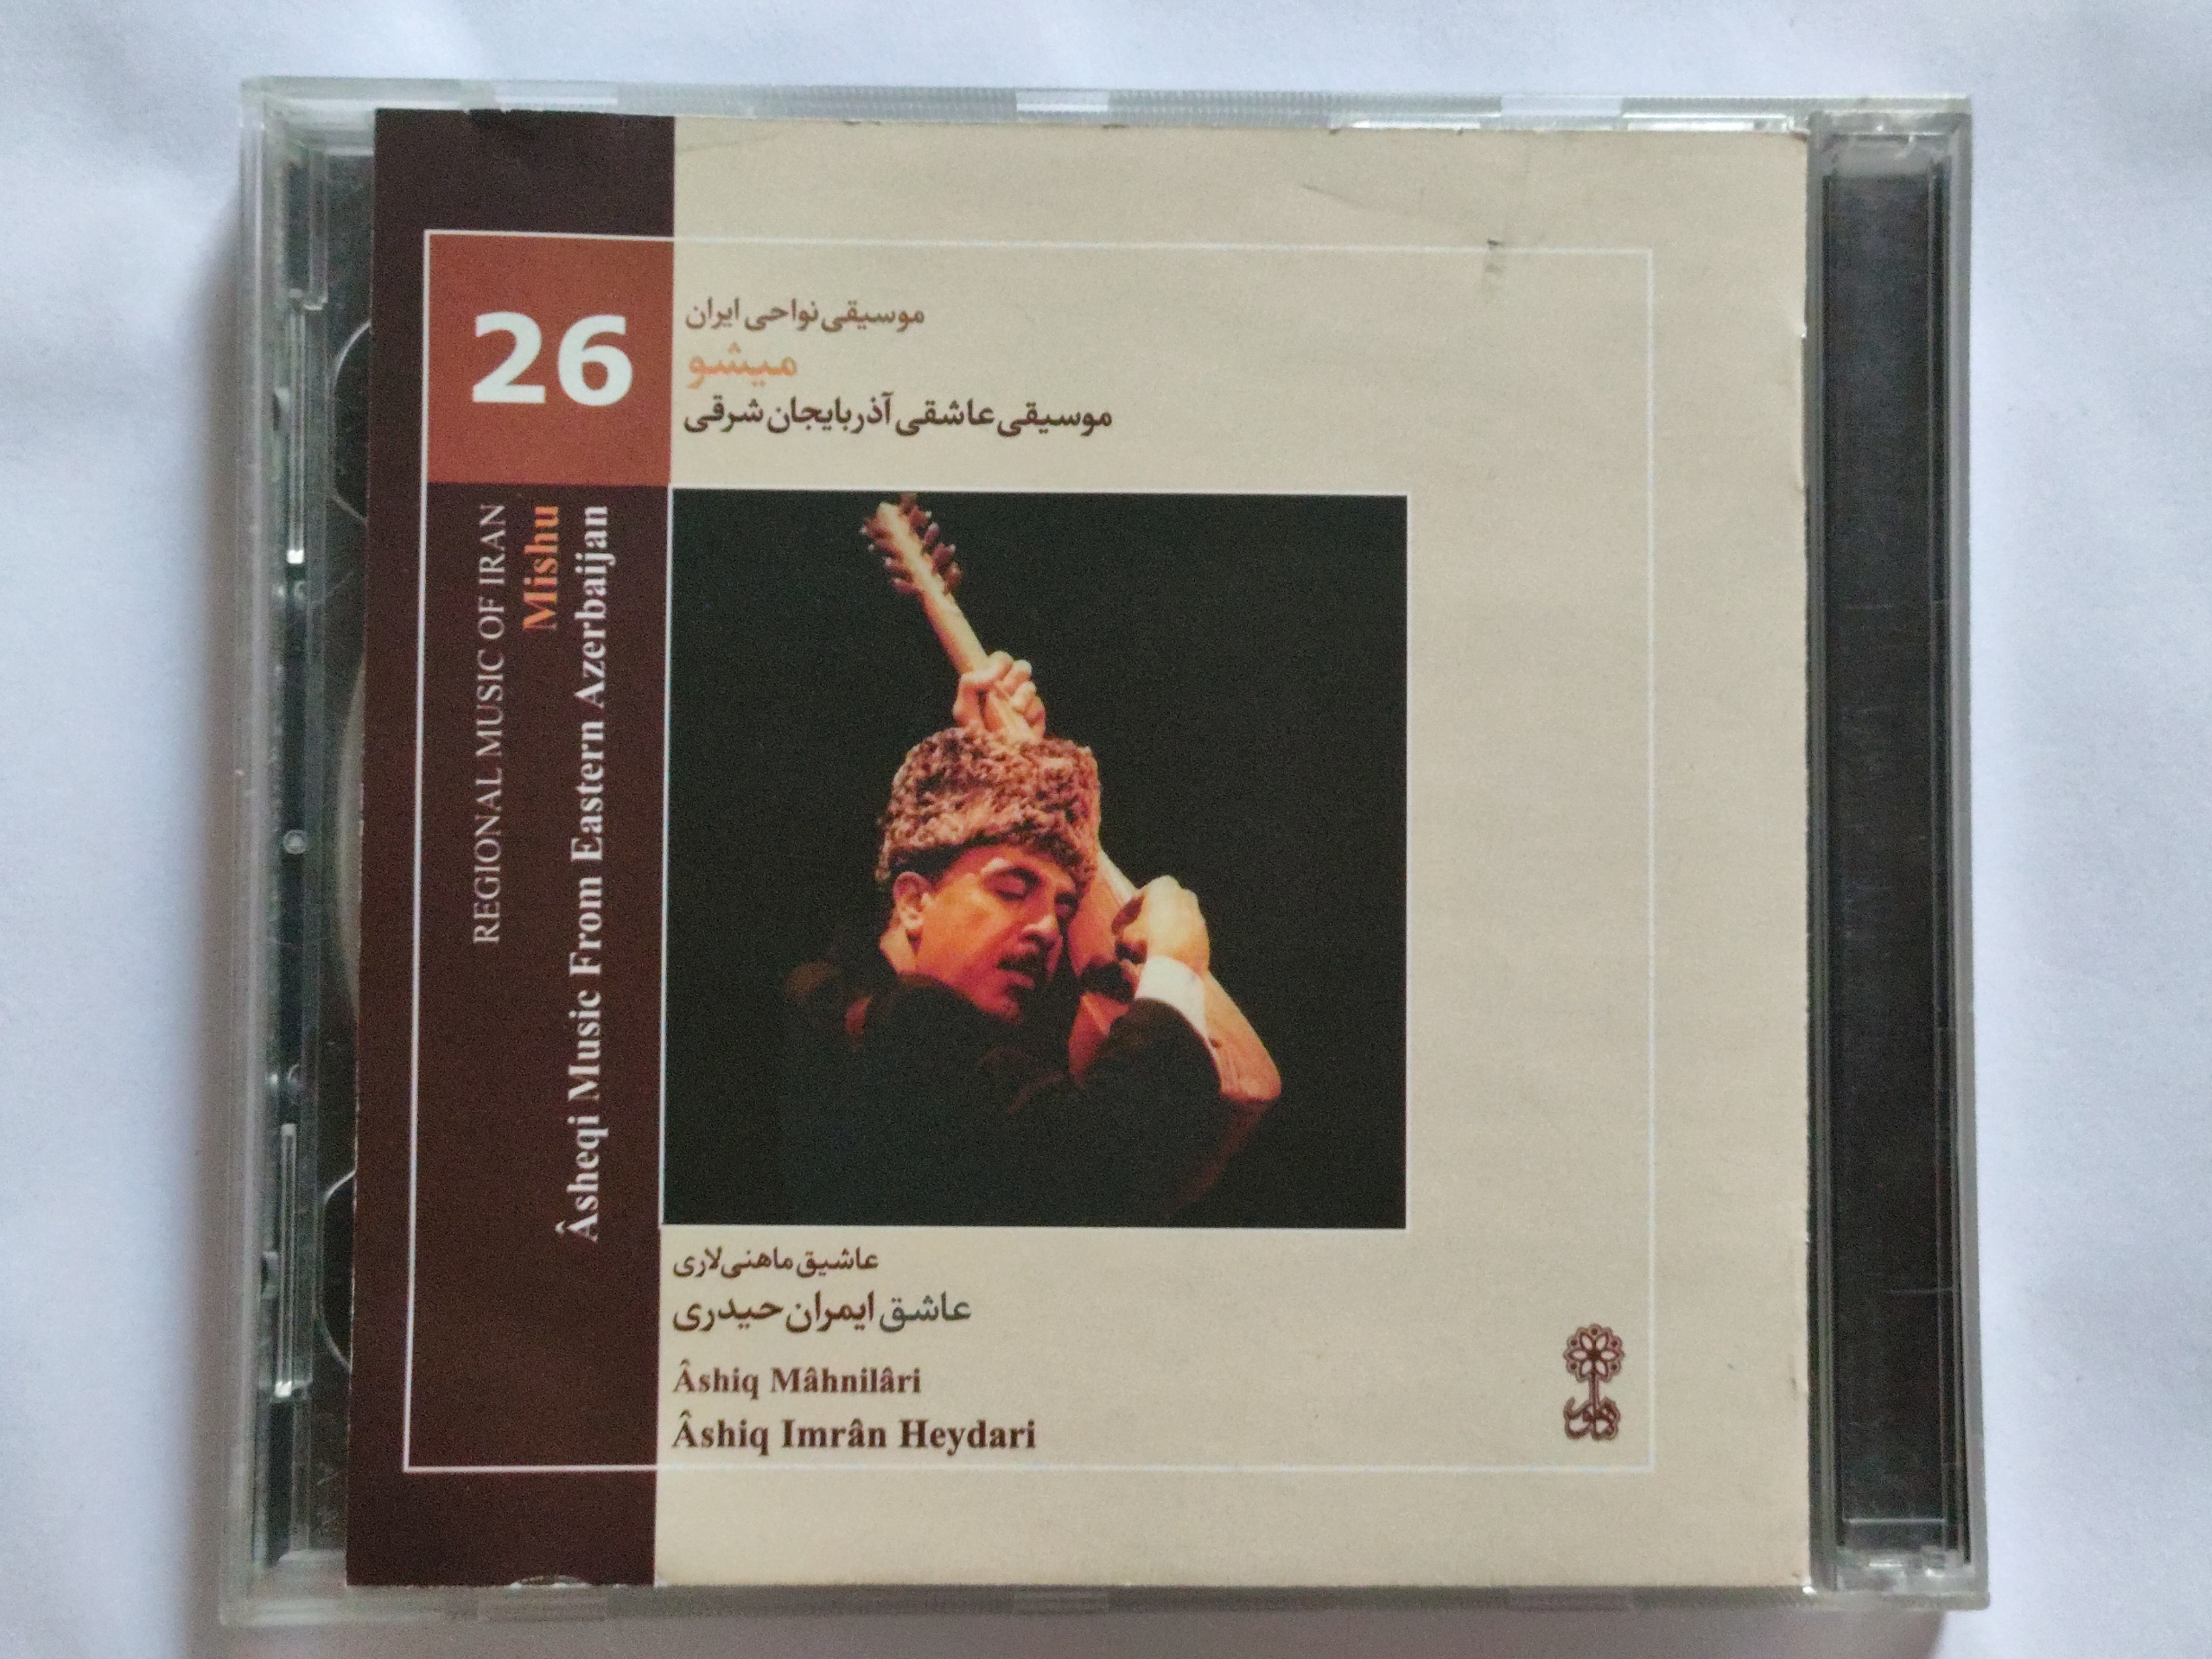 26
موسیقی نواحی ایران
میشو
موسیقی عاشقی آذربایجان شرقی
REGIONAL MUSIC OF IRAN
Mishu
Âsheqi Music From Eastern Azerbaijan
عاشیق ماهنی‌لاری
عاشق ایمران حیدری
Âshiq Mâhnilâri
Âshiq Imrân Heydari
ماهور